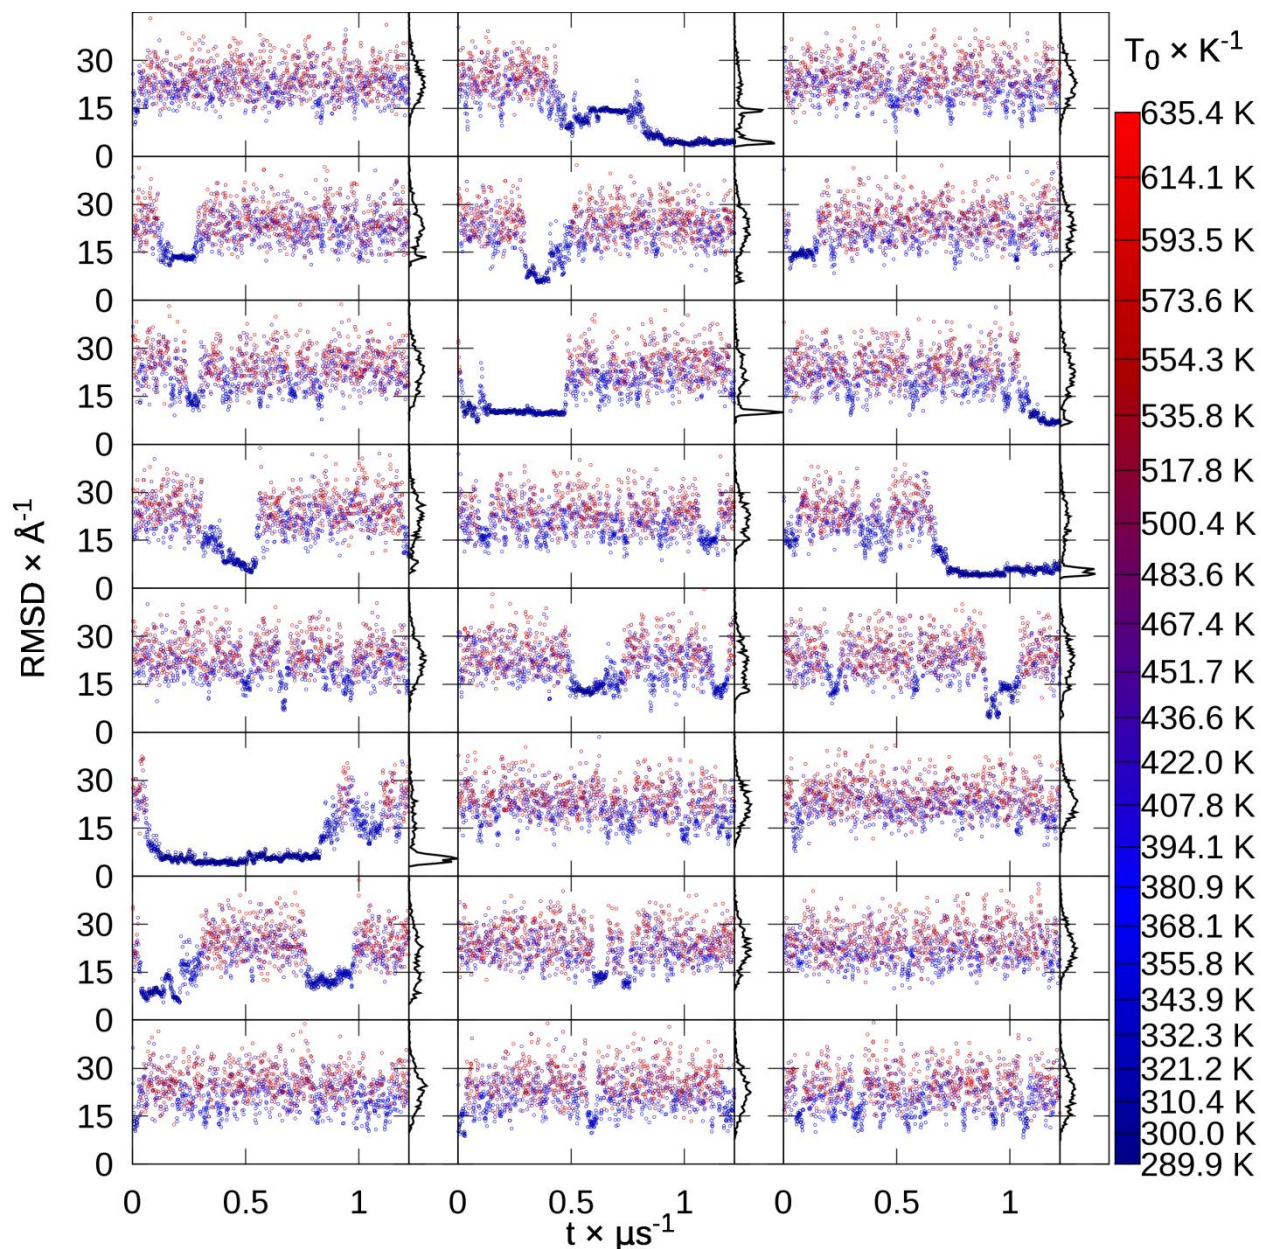 T₀ × K⁻¹
30
15
0
30
15
0
30
15
0
30
15
0
30
15
0
30
15
0
30
15
0
30
15
0
RMSD × Å⁻¹
0 0.5 1 0 0.5 1 0 0.5 1
t × µs⁻¹
635.4 K
614.1 K
593.5 K
573.6 K
554.3 K
535.8 K
517.8 K
500.4 K
483.6 K
467.4 K
451.7 K
436.6 K
422.0 K
407.8 K
394.1 K
380.9 K
368.1 K
355.8 K
343.9 K
332.3 K
321.2 K
310.4 K
300.0 K
289.9 K